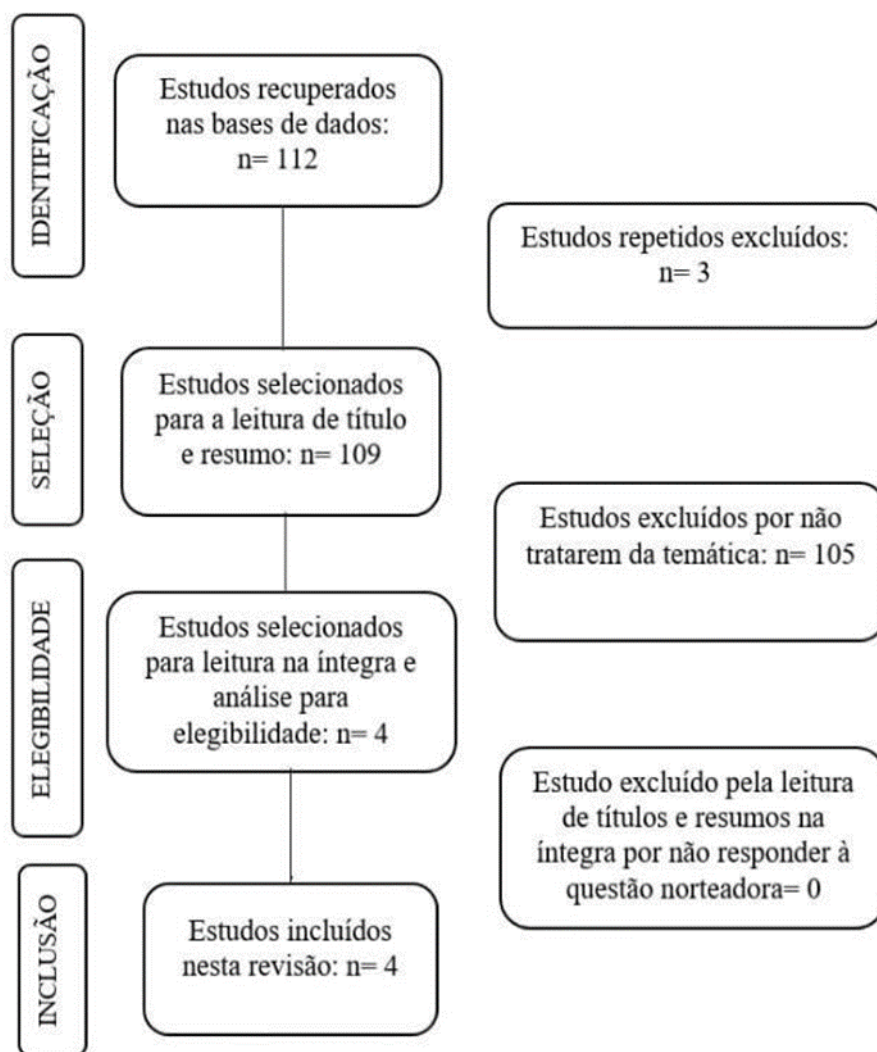 IDENTIFICAÇÃO
Estudos recuperados
nas bases de dados:
n= 112
Estudos repetidos excluídos:
n= 3
SELEÇÃO
Estudos selecionados
para a leitura de título
e resumo: n= 109
Estudos excluídos por não
tratarem da temática: n= 105
ELEGIBILIDADE
Estudos selecionados
para leitura na íntegra e
análise para
elegibilidade: n= 4
Estudo excluído pela leitura
de títulos e resumos na
íntegra por não responder à
questão norteadora= 0
INCLUSÃO
Estudos incluídos
nesta revisão: n= 4